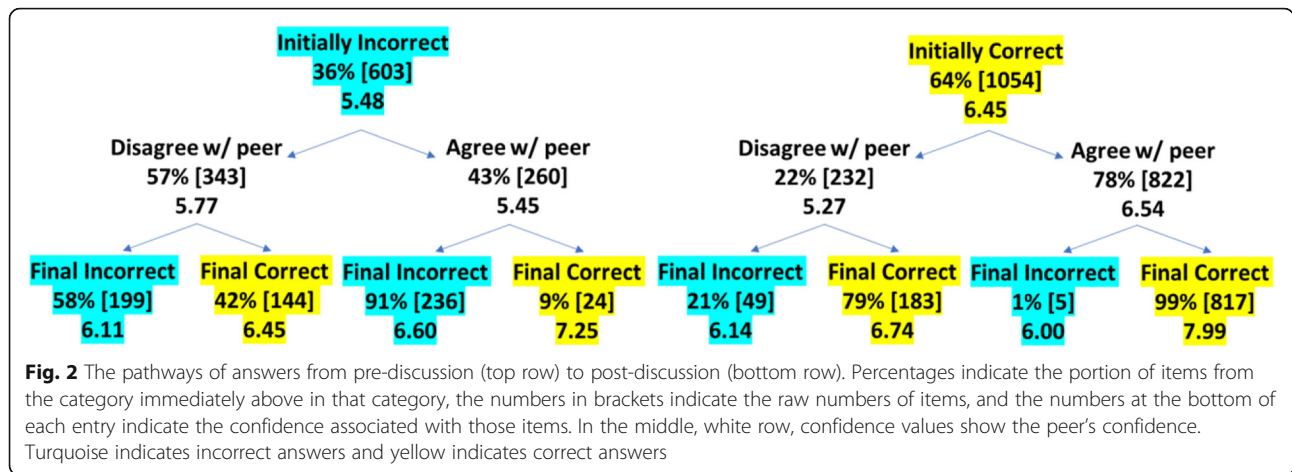 Initially Incorrect
36% [603]
5.48
Initially Correct
64% [1054]
6.45
Disagree w/ peer
57% [343]
5.77
Agree w/ peer
43% [260]
5.45
Disagree w/ peer
22% [232]
5.27
Agree w/ peer
78% [822]
6.54
Final Incorrect
58% [199]
6.11
Final Correct
42% [144]
6.45
Final Incorrect
91% [236]
6.60
Final Correct
9% [24]
7.25
Final Incorrect
21% [49]
6.14
Final Correct
79% [183]
6.74
Final Incorrect
1% [5]
6.00
Final Correct
99% [817]
7.99
Fig. 2 The pathways of answers from pre-discussion (top row) to post-discussion (bottom row). Percentages indicate the portion of items from
the category immediately above in that category, the numbers in brackets indicate the raw numbers of items, and the numbers at the bottom of
each entry indicate the confidence associated with those items. In the middle, white row, confidence values show the peer's confidence.
Turquoise indicates incorrect answers and yellow indicates correct answers